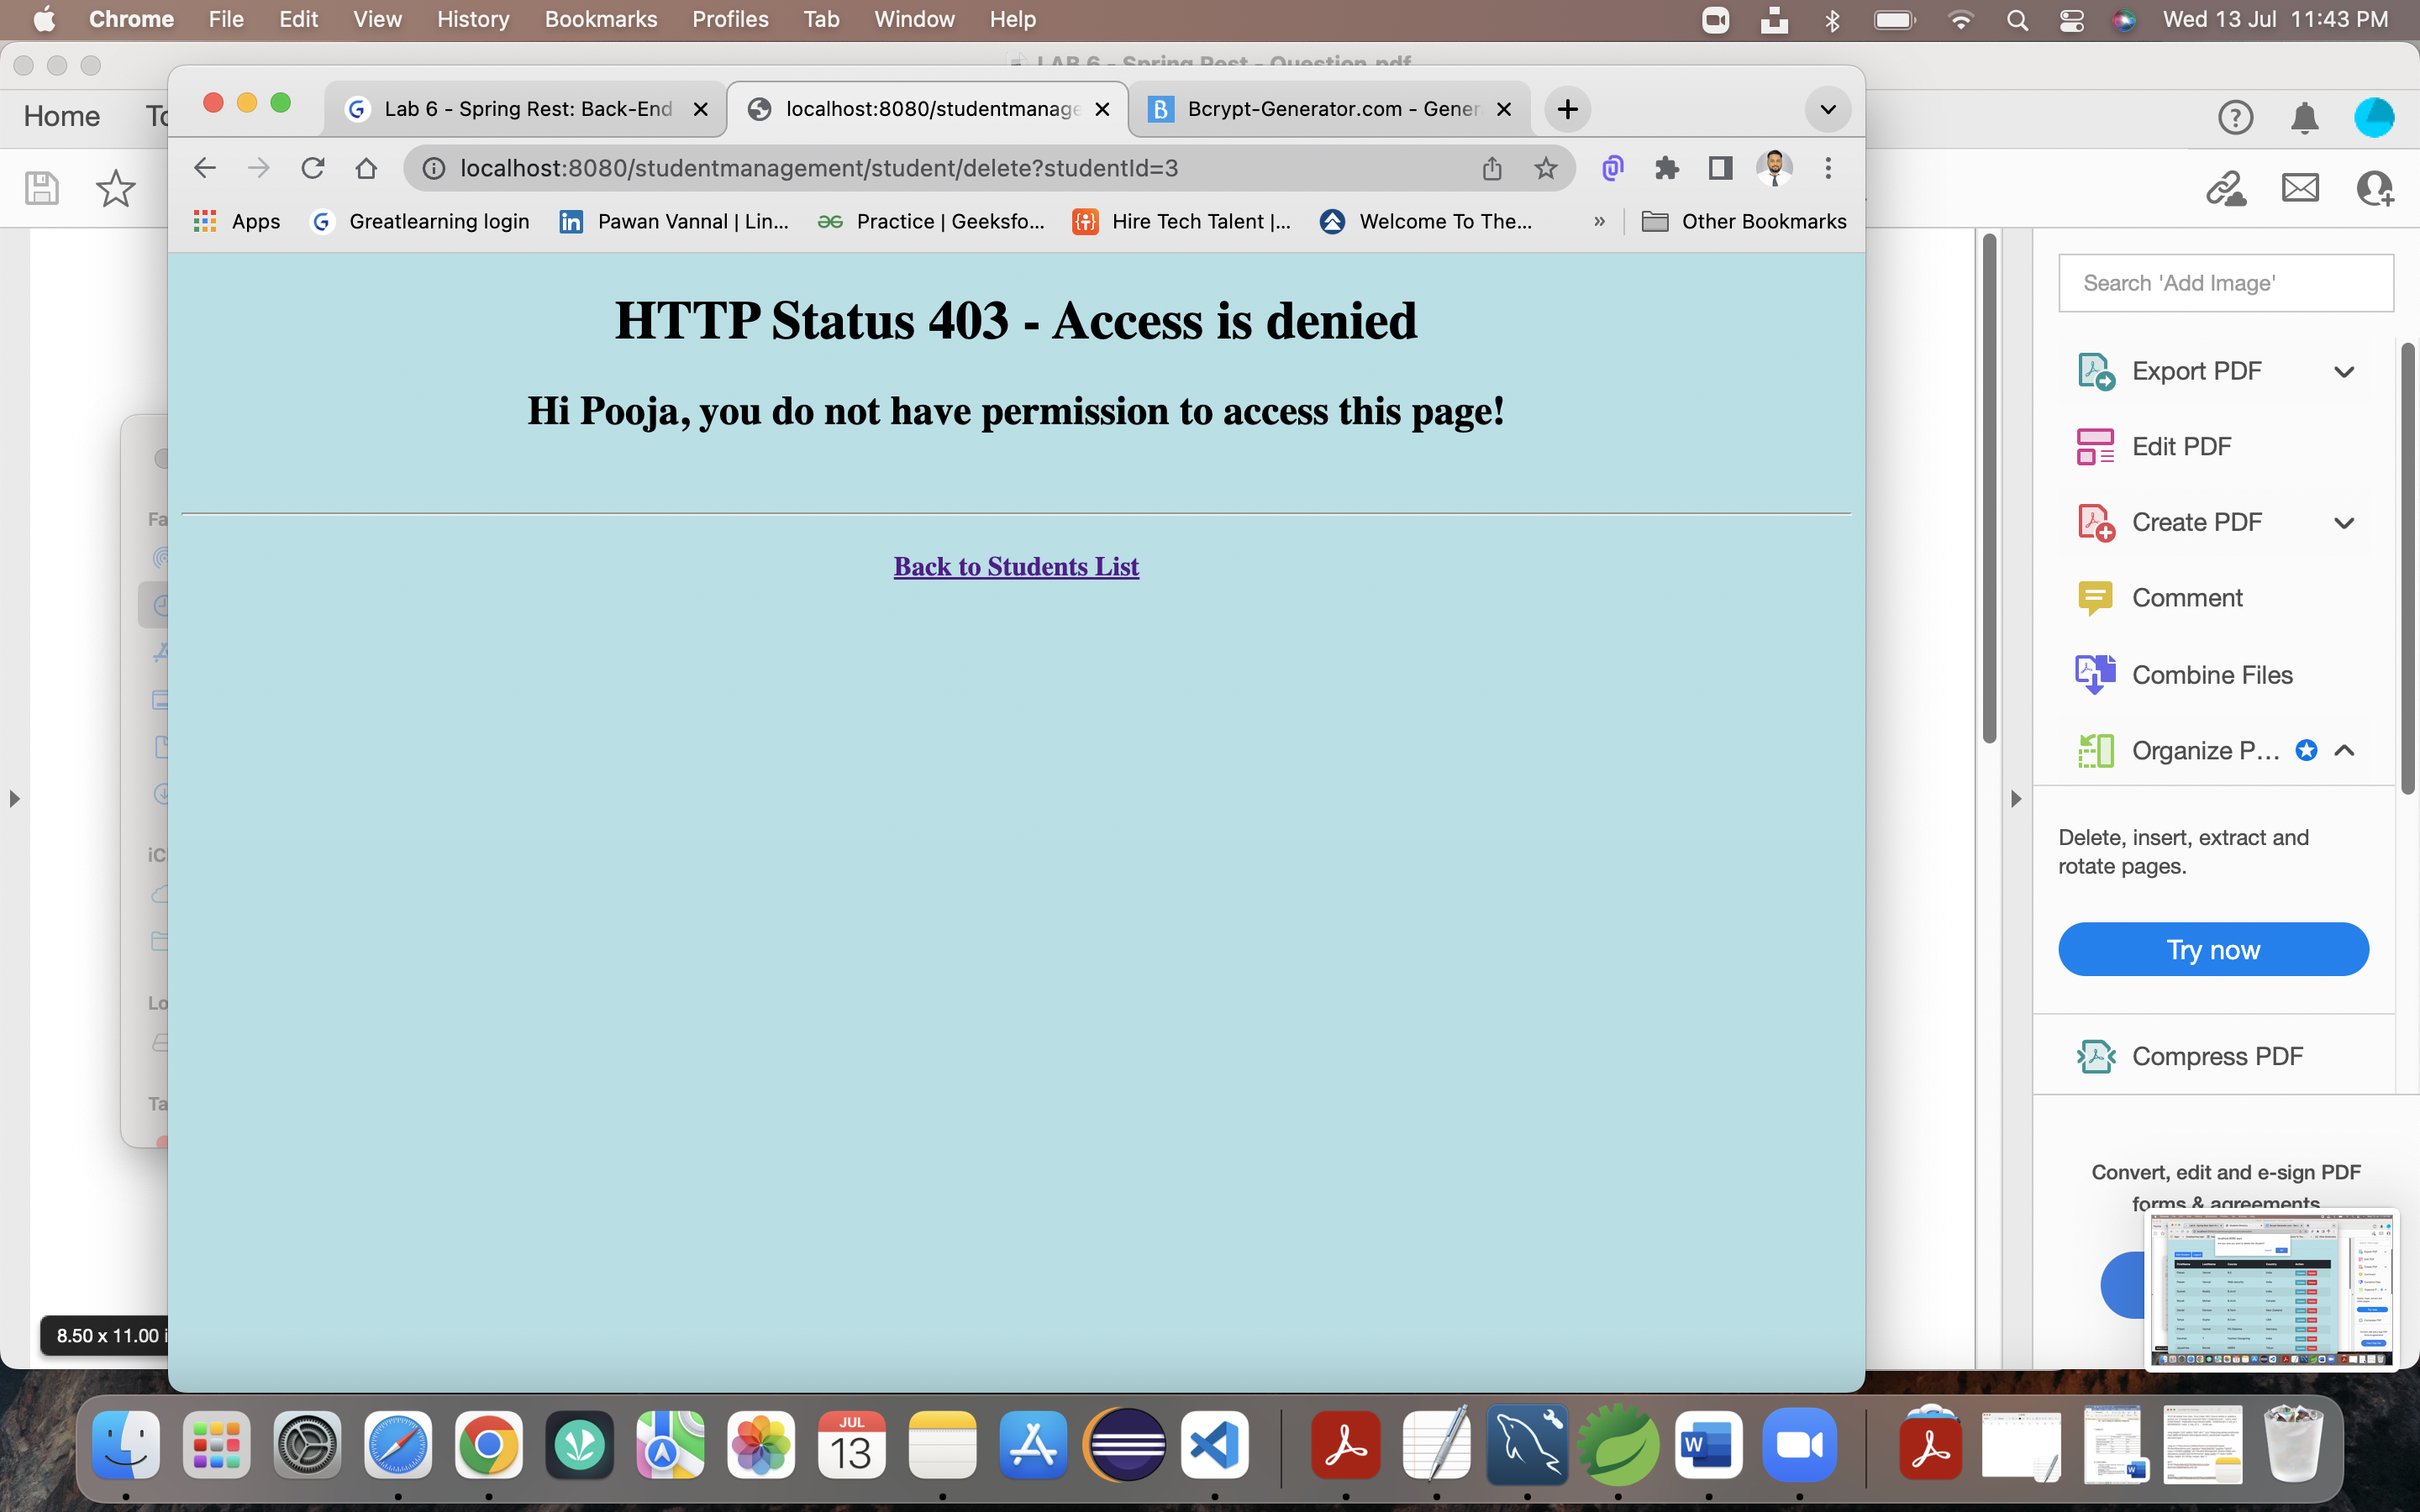 Chrome File Edit View History Bookmarks Profiles Tab Window Help Wed 13 Jul 11:43 PM
LAB 6 - Spring Rest - Question.pdf
Home To
Lab 6 - Spring Rest: Back-End
localhost:8080/studentmanage
Bcrypt-Generator.com - Gener
localhost:8080/studentmanagement/student/delete?studentId=3
Apps
Greatlearning login
Pawan Vannal | Lin...
Practice | Geeksfo...
Hire Tech Talent |...
Welcome To The...
» Other Bookmarks
HTTP Status 403 - Access is denied
Hi Pooja, you do not have permission to access this page!
Back to Students List
Fa
iC
Lo
Ta
8.50 x 11.00 i
Search 'Add Image'
Export PDF
Edit PDF
Create PDF
Comment
Combine Files
Organize P...
Delete, insert, extract and
rotate pages.
Try now
Compress PDF
Convert, edit and e-sign PDF
forms & agreements
JUL
13